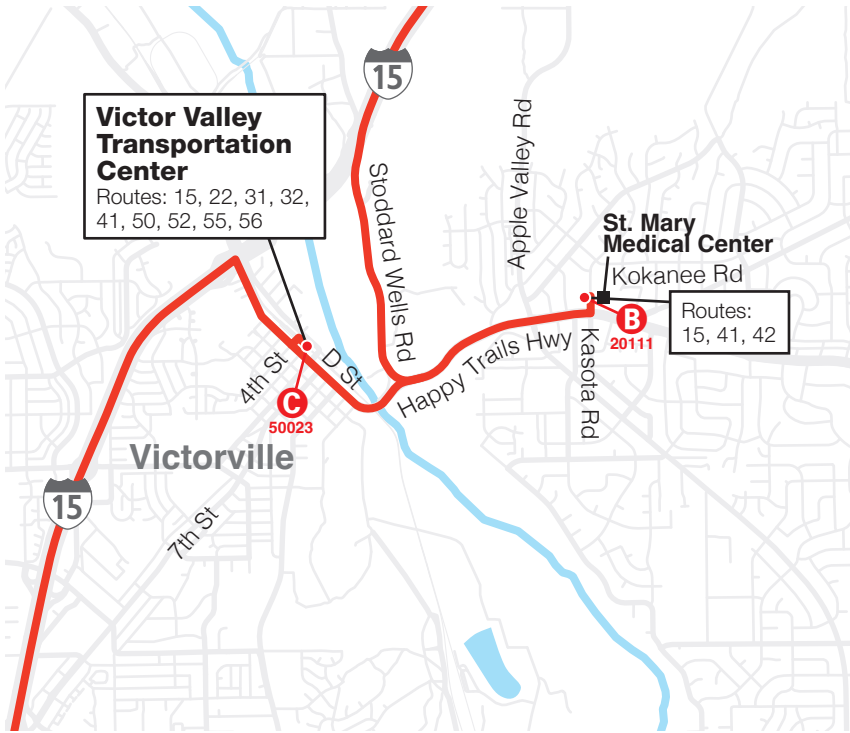 15
Victor Valley
Transportation
Center
Routes: 15, 22, 31, 32,
41, 50, 52, 55, 56
Stoddard Wells Rd
Apple Valley Rd
St. Mary
Medical Center
Kokanee Rd
Routes:
15, 41, 42
B
20111
Happy Trails Hwy
Kasota Rd
4th St
D St
C
50023
Victorville
15
7th St